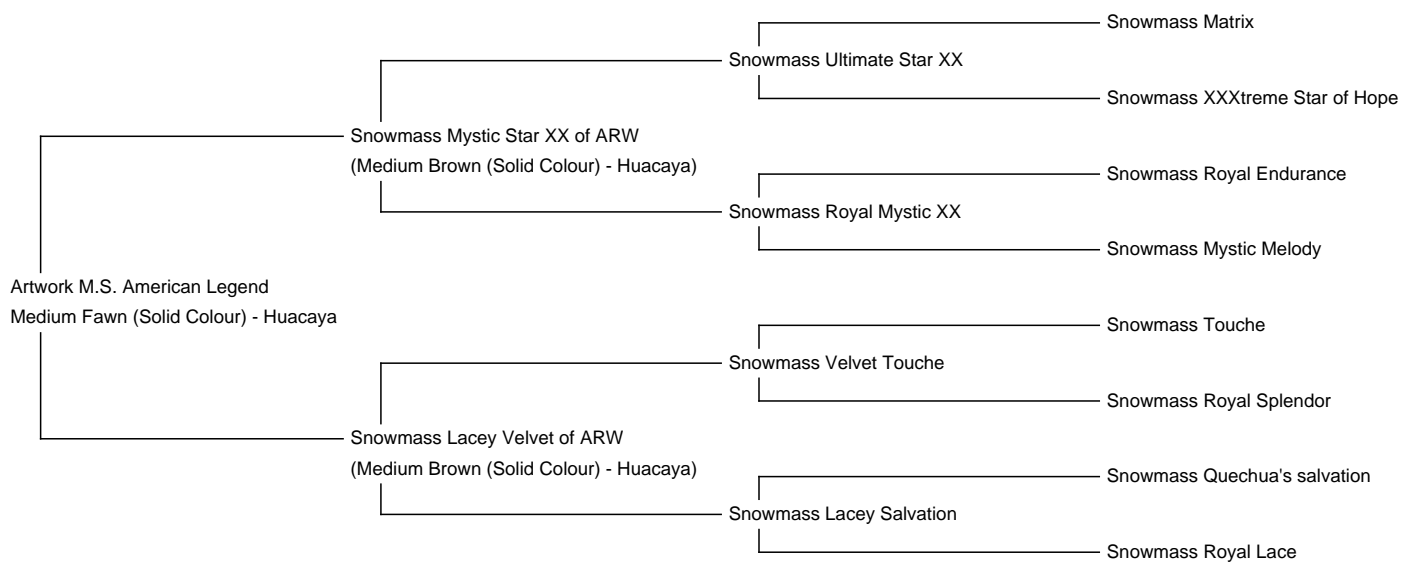 Snowmass Matrix
Snowmass Ultimate Star XX
Snowmass XXXtreme Star of Hope
Snowmass Mystic Star XX of ARW
(Medium Brown (Solid Colour) - Huacaya)
Snowmass Royal Endurance
Snowmass Royal Mystic XX
Snowmass Mystic Melody
Artwork M.S. American Legend
Medium Fawn (Solid Colour) - Huacaya
Snowmass Touche
Snowmass Velvet Touche
Snowmass Royal Splendor
Snowmass Lacey Velvet of ARW
(Medium Brown (Solid Colour) - Huacaya)
Snowmass Quechua's salvation
Snowmass Lacey Salvation
Snowmass Royal Lace